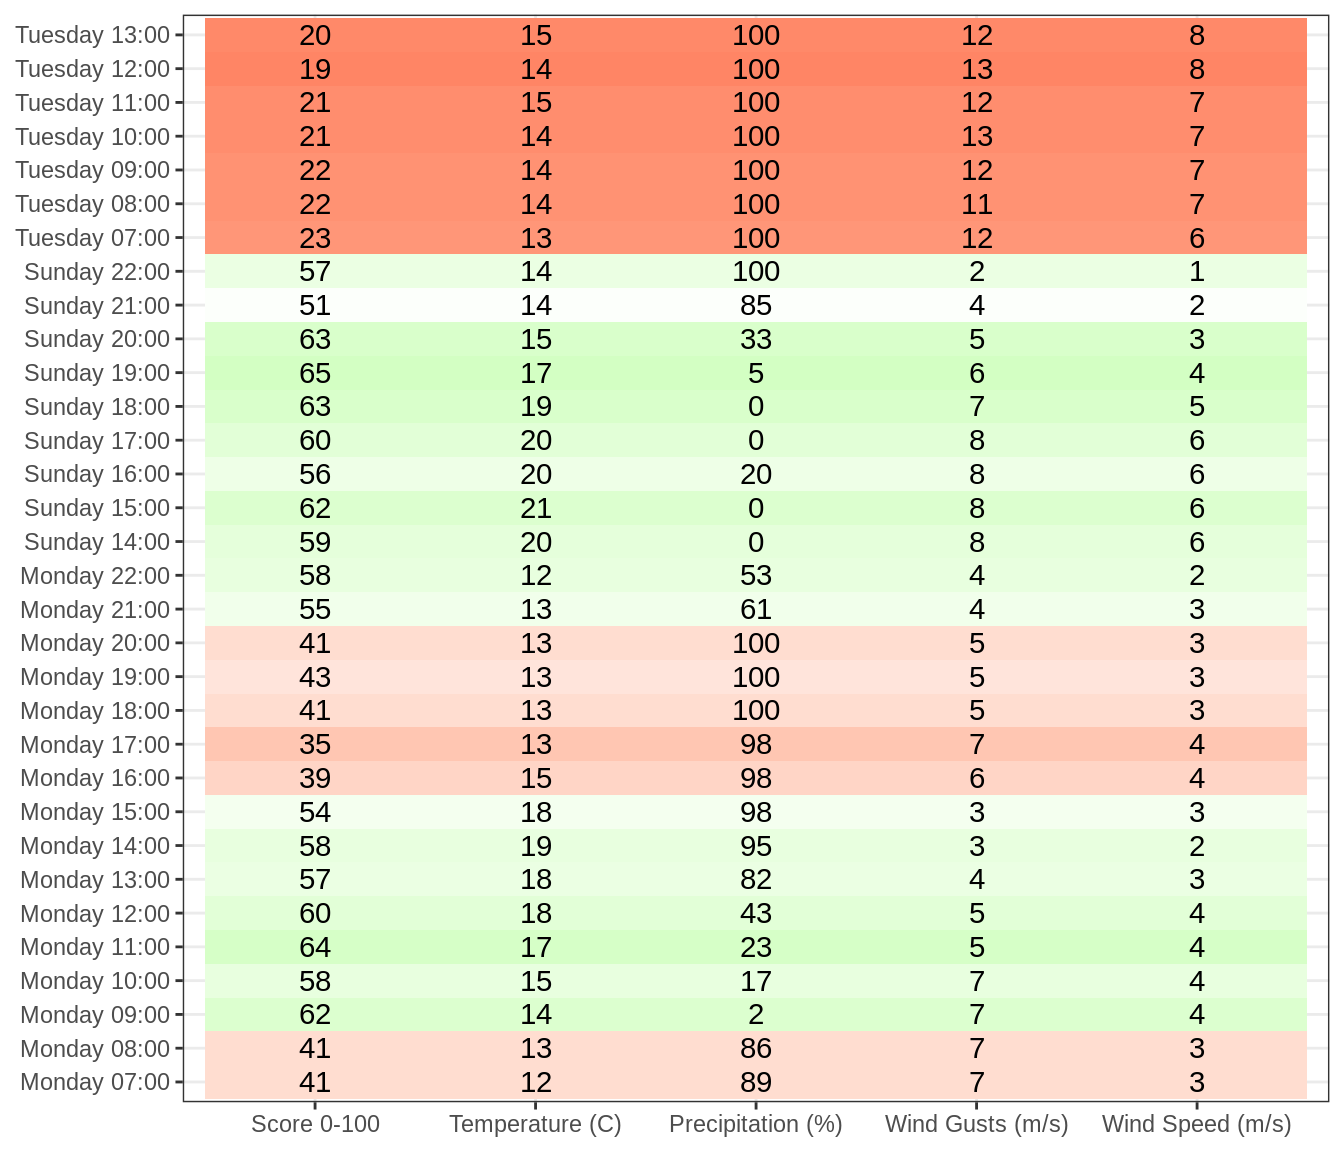 Tuesday 13:00 20 15 100 12 8
Tuesday 12:00 19 14 100 13 8
Tuesday 11:00 21 15 100 12 7
Tuesday 10:00 21 14 100 13 7
Tuesday 09:00 22 14 100 12 7
Tuesday 08:00 22 14 100 11 7
Tuesday 07:00 23 13 100 12 6
Sunday 22:00 57 14 100 2 1
Sunday 21:00 51 14 85 4 2
Sunday 20:00 63 15 33 5 3
Sunday 19:00 65 17 5 6 4
Sunday 18:00 63 19 0 7 5
Sunday 17:00 60 20 0 8 6
Sunday 16:00 56 20 20 8 6
Sunday 15:00 62 21 0 8 6
Sunday 14:00 59 20 0 8 6
Monday 22:00 58 12 53 4 2
Monday 21:00 55 13 61 4 3
Monday 20:00 41 13 100 5 3
Monday 19:00 43 13 100 5 3
Monday 18:00 41 13 100 5 3
Monday 17:00 35 13 98 7 4
Monday 16:00 39 15 98 6 4
Monday 15:00 54 18 98 3 3
Monday 14:00 58 19 95 3 2
Monday 13:00 57 18 82 4 3
Monday 12:00 60 18 43 5 4
Monday 11:00 64 17 23 5 4
Monday 10:00 58 15 17 7 4
Monday 09:00 62 14 2 7 4
Monday 08:00 41 13 86 7 3
Monday 07:00 41 12 89 7 3
Score 0-100 Temperature (C) Precipitation (%) Wind Gusts (m/s) Wind Speed (m/s)